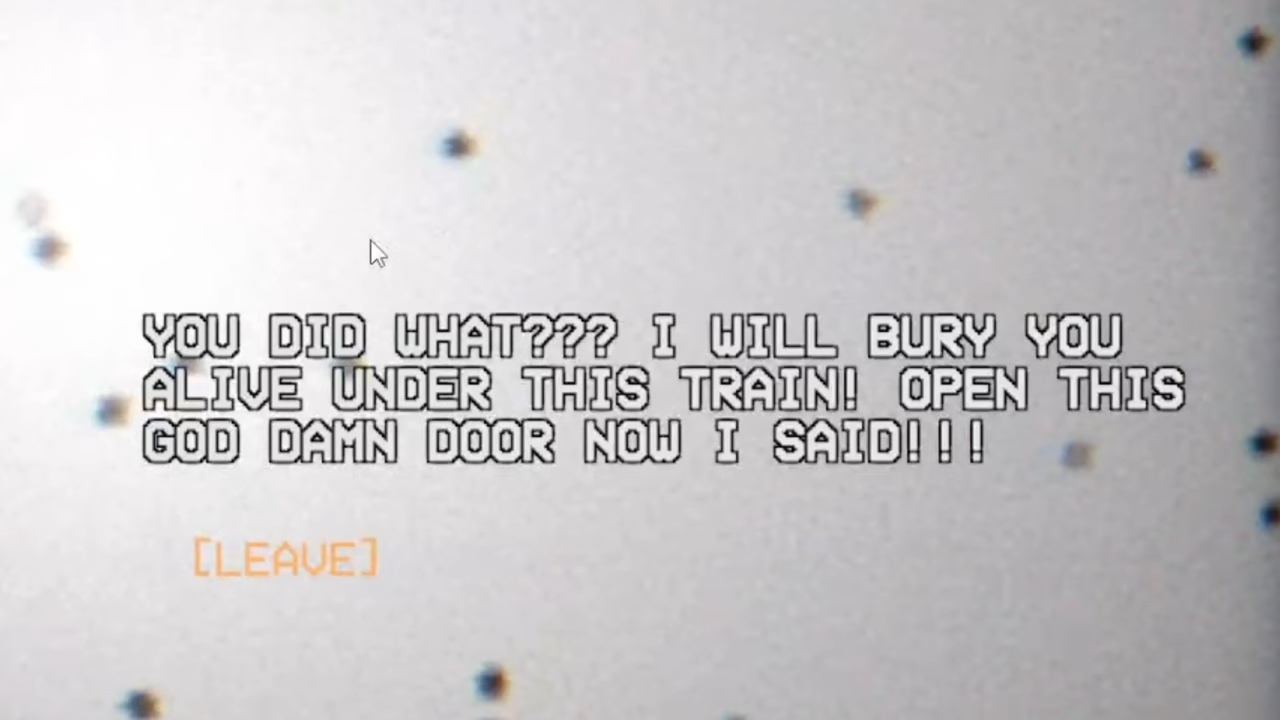 YOU DID WHAT??? I WILL BURY YOU
ALIVE UNDER THIS TRAIN! OPEN THIS
GOD DAMN DOOR NOW I SAID!!!
[LEAVE]